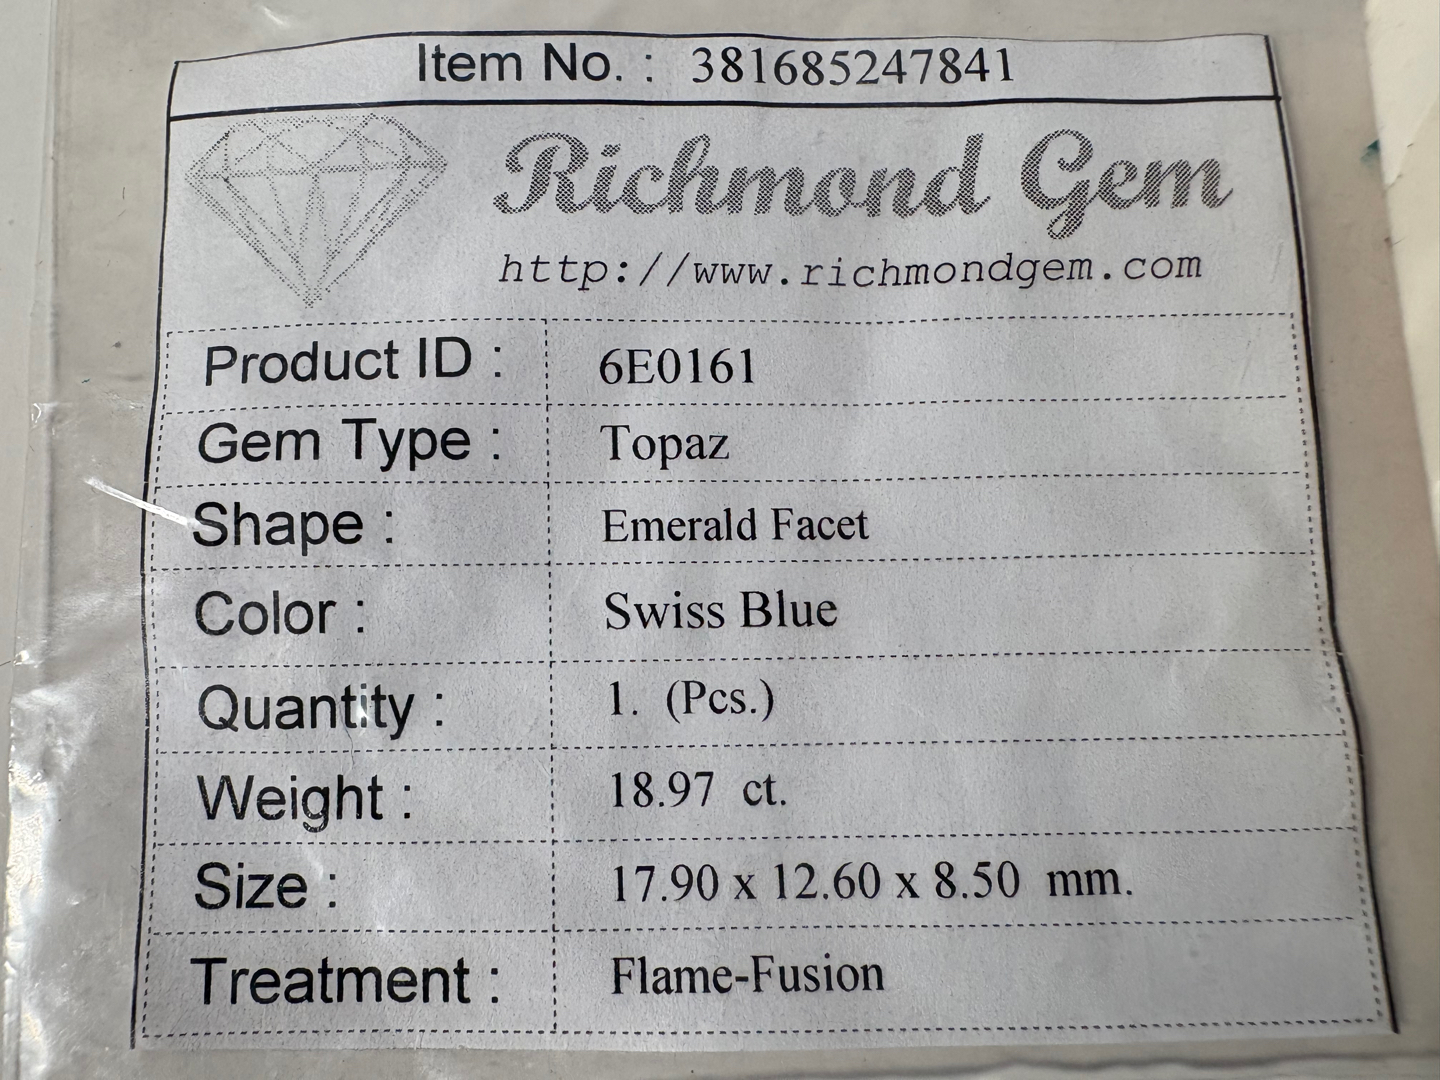 Item No. : 381685247841
Richmond Gem
http://www.richmondgem.com
Product ID : 6E0161
Gem Type : Topaz
Shape : Emerald Facet
Color : Swiss Blue
Quantity : 1. (Pcs.)
Weight : 18.97 ct.
Size : 17.90 x 12.60 x 8.50 mm.
Treatment : Flame-Fusion